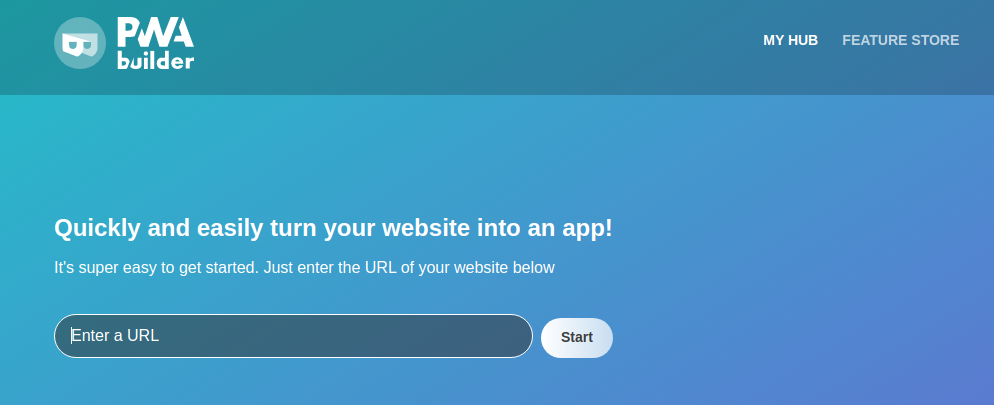 PWA
builder
MY HUB FEATURE STORE
Quickly and easily turn your website into an app!
It's super easy to get started. Just enter the URL of your website below
Enter a URL
Start